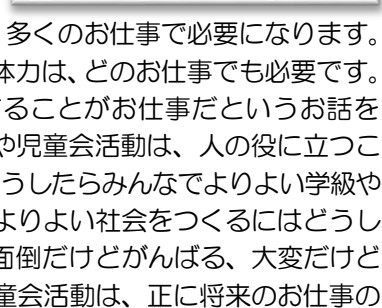 多くのお仕事で必要になります。
体力は、どのお仕事でも必要です。
ることがお仕事だというお話を
や児童会活動は、人の役に立つこ
うしたらみんなでよりよい学級や
よりよい社会をつくるにはどうし
面倒だけどがんばる、大変だけど
童会活動は、正に将来のお仕事の